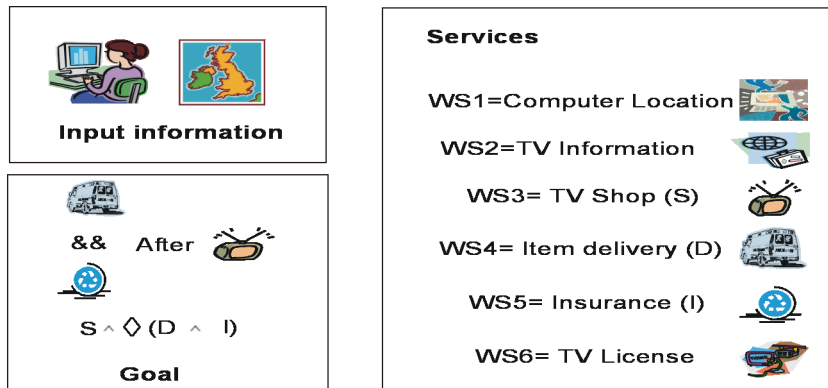 Input information
&& After
S ^ ◊ (D ^ I)
Goal
Services
WS1=Computer Location
WS2=TV Information
WS3= TV Shop (S)
WS4= Item delivery (D)
WS5= Insurance (I)
WS6= TV License